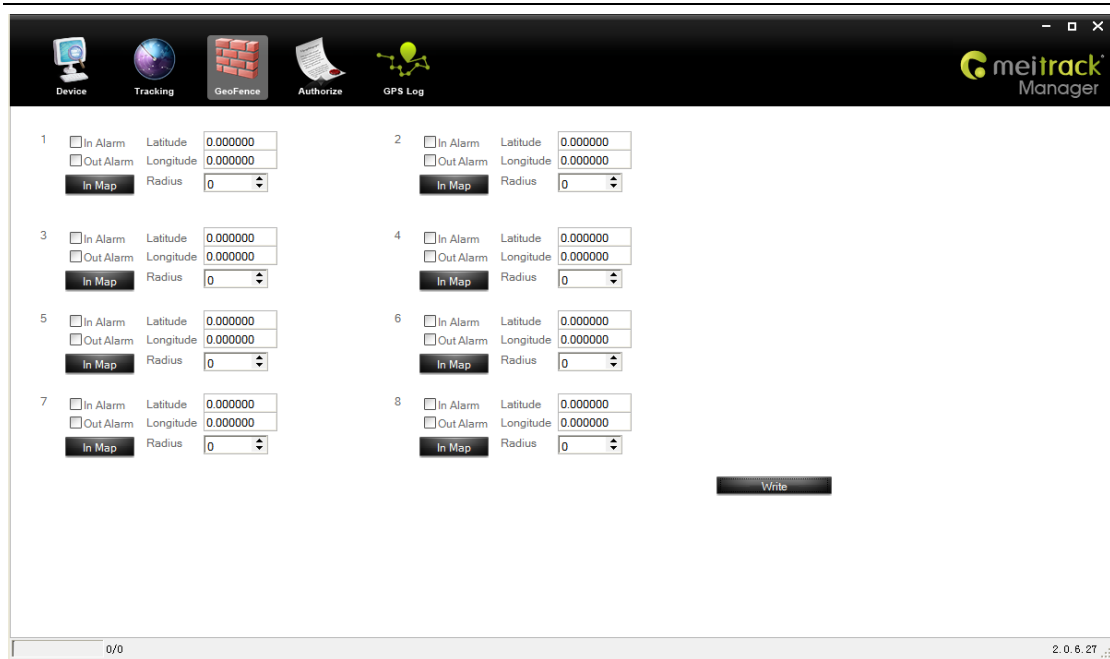 meitrack
Manager
Device Tracking GeoFence Authorize GPS Log
1 In Alarm Latitude 0.000000 2 In Alarm Latitude 0.000000
Out Alarm Longitude 0.000000 Out Alarm Longitude 0.000000
In Map Radius 0 In Map Radius 0
3 In Alarm Latitude 0.000000 4 In Alarm Latitude 0.000000
Out Alarm Longitude 0.000000 Out Alarm Longitude 0.000000
In Map Radius 0 In Map Radius 0
5 In Alarm Latitude 0.000000 6 In Alarm Latitude 0.000000
Out Alarm Longitude 0.000000 Out Alarm Longitude 0.000000
In Map Radius 0 In Map Radius 0
7 In Alarm Latitude 0.000000 8 In Alarm Latitude 0.000000
Out Alarm Longitude 0.000000 Out Alarm Longitude 0.000000
In Map Radius 0 In Map Radius 0
Write
0/0 2.0.6.27